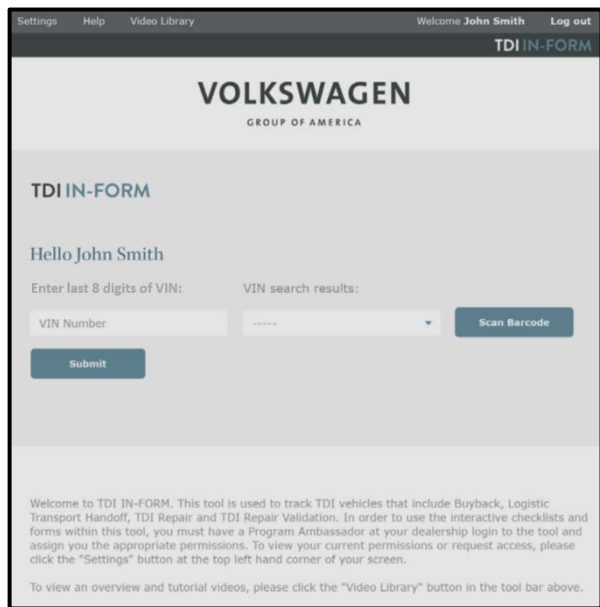 Settings Help Video Library Welcome John Smith Log out
TDI IN-FORM
VOLKSWAGEN
GROUP OF AMERICA
TDI IN-FORM
Hello John Smith
Enter last 8 digits of VIN: VIN search results:
VIN Number ----- Scan Barcode
Submit
Welcome to TDI IN-FORM. This tool is used to track TDI vehicles that include Buyback, Logistic
Transport Handoff, TDI Repair and TDI Repair Validation. In order to use the interactive checklists and
forms within this tool, you must have a Program Ambassador at your dealership login to the tool and
assign you the appropriate permissions. To view your current permissions or request access, please
click the "Settings" button at the top left hand corner of your screen.
To view an overview and tutorial videos, please click the "Video Library" button in the tool bar above.